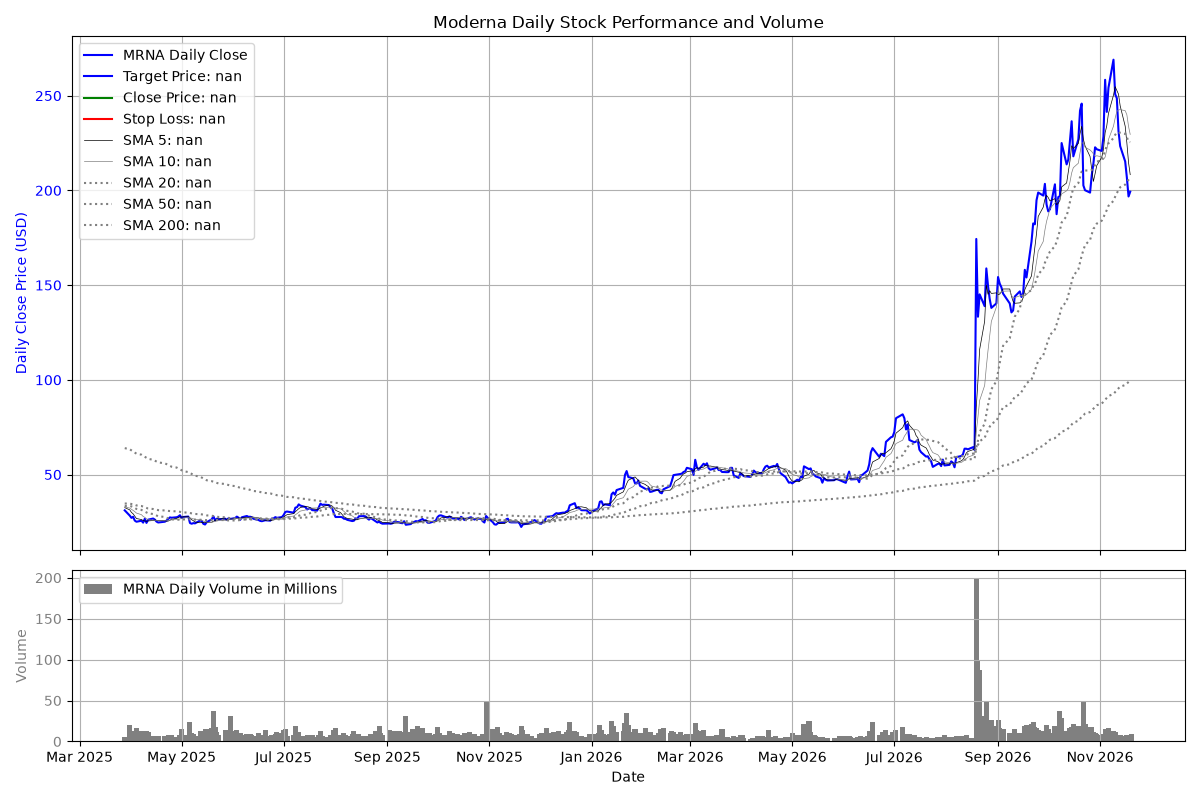 Moderna Daily Stock Performance and Volume
MRNA Daily Close
Target Price: nan
Close Price: nan
Stop Loss: nan
SMA 5: nan
SMA 10: nan
SMA 20: nan
SMA 50: nan
SMA 200: nan
Daily Close Price (USD)
250
200
150
100
50
MRNA Daily Volume in Millions
Volume
200
150
100
50
0
Mar 2025 May 2025 Jul 2025 Sep 2025 Nov 2025 Jan 2026 Mar 2026 May 2026 Jul 2026 Sep 2026 Nov 2026
Date